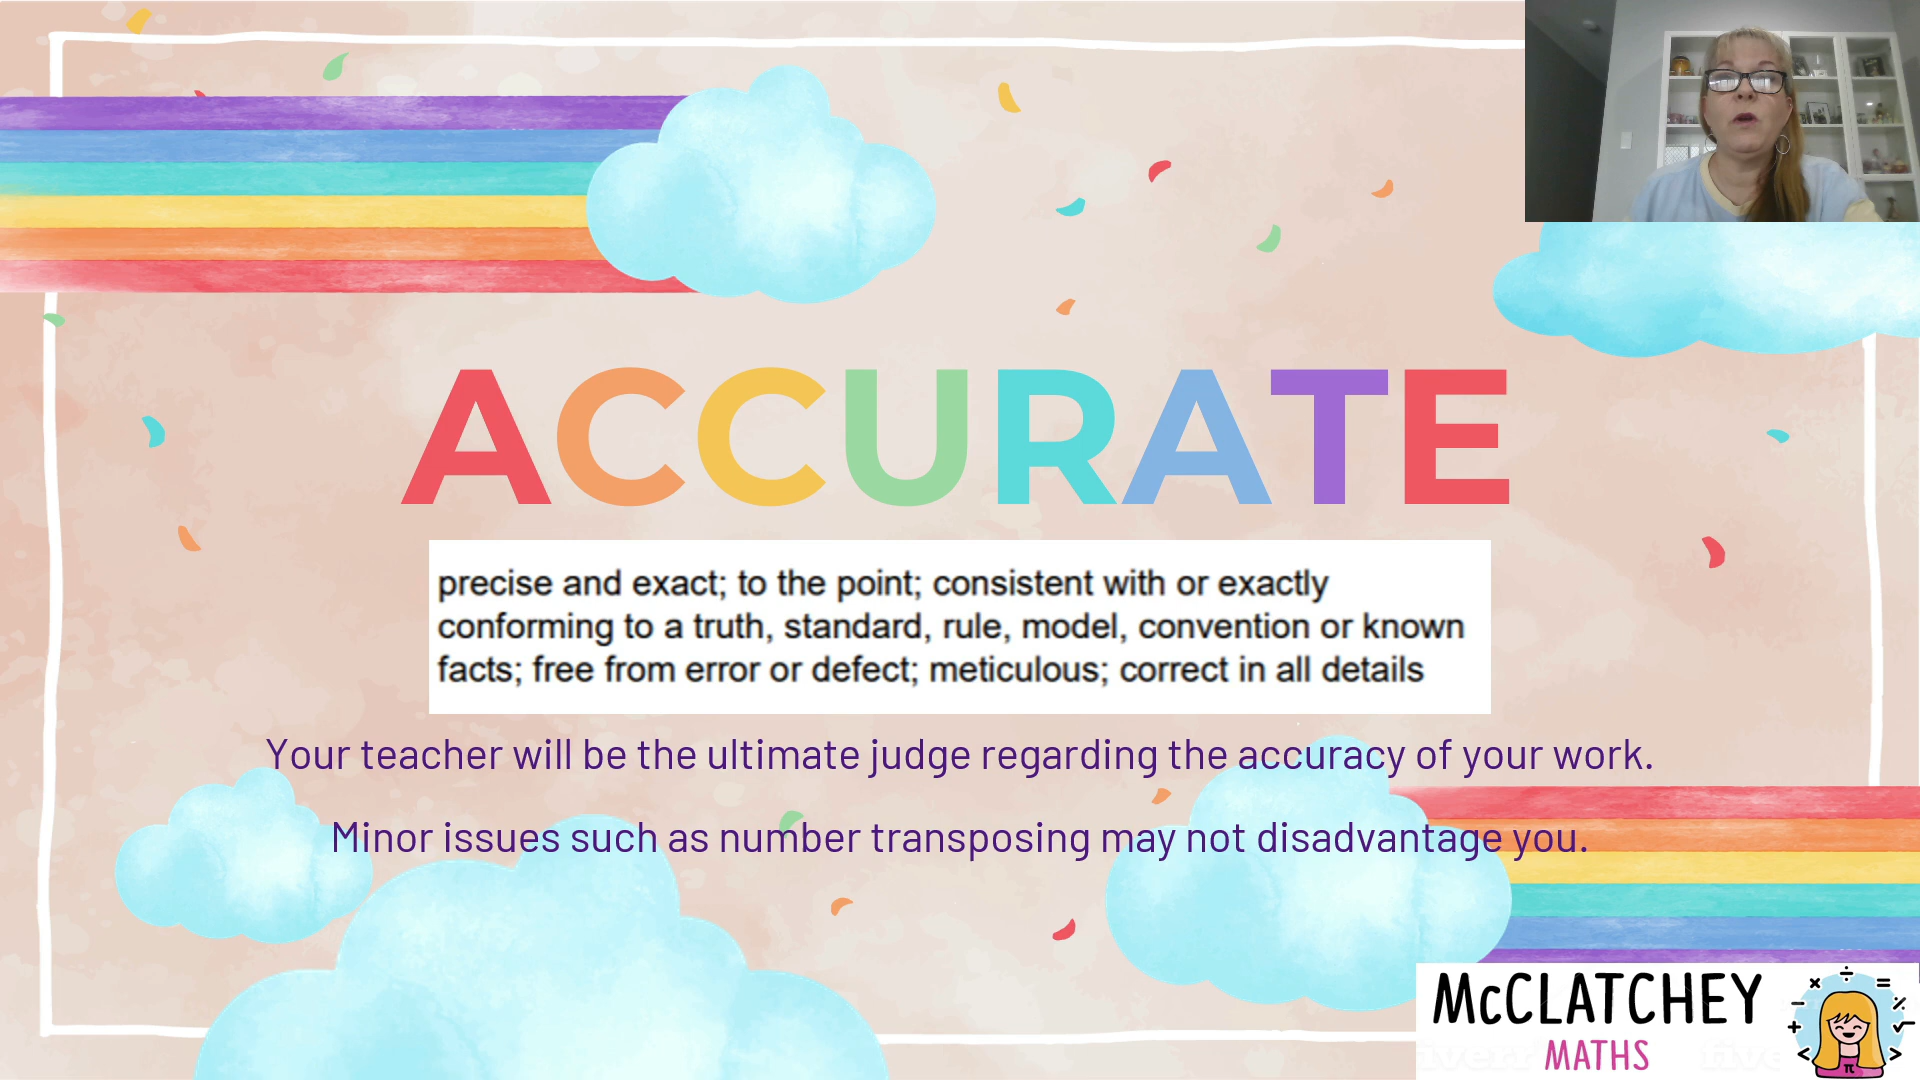 ACCURATE
precise and exact; to the point; consistent with or exactly
conforming to a truth, standard, rule, model, convention or known
facts; free from error or defect; meticulous; correct in all details
Your teacher will be the ultimate judge regarding the accuracy of your work.
Minor issues such as number transposing may not disadvantage you.
McCLATCHEY
MATHS